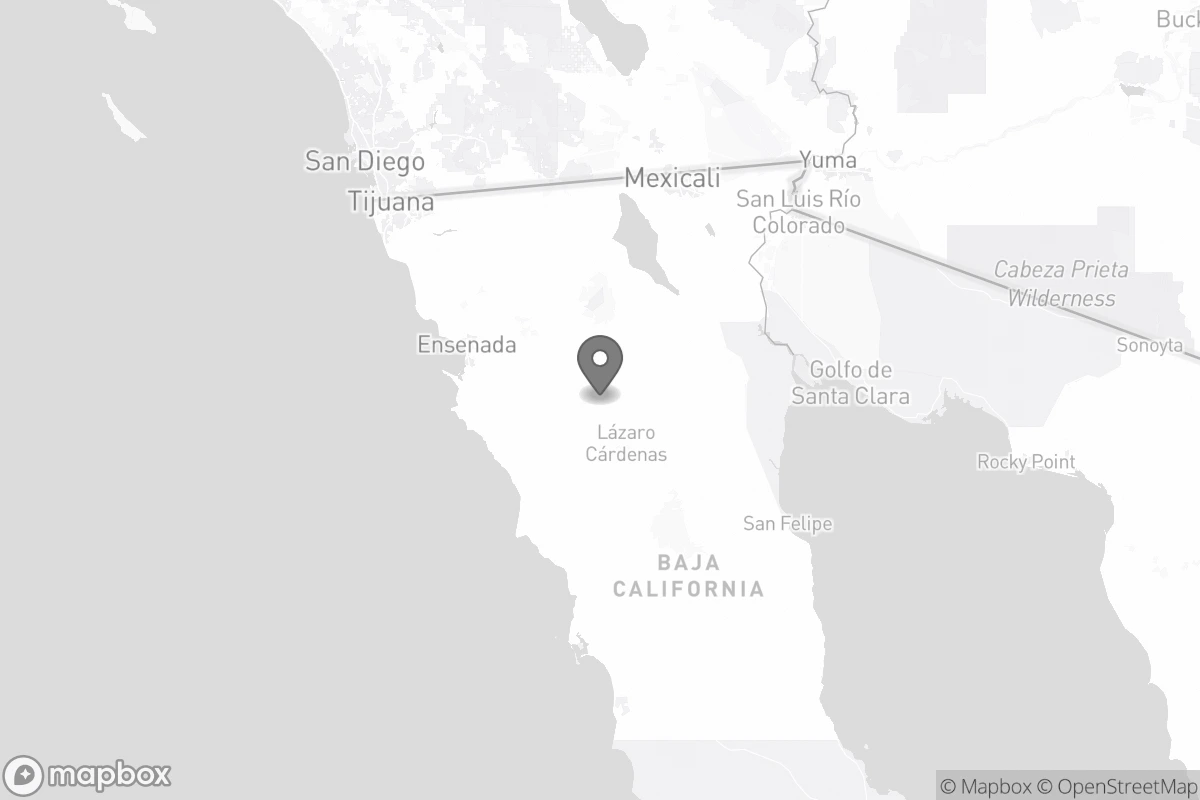 Buck
San Diego
Tijuana
Mexicali
Yuma
San Luis Río
Colorado
Cabeza Prieta
Wilderness
Ensenada
Sonoyta
Golfo de
Santa Clara
Lázaro
Cárdenas
Rocky Point
San Felipe
BAJA
CALIFORNIA
mapbox
© Mapbox © OpenStreetMap